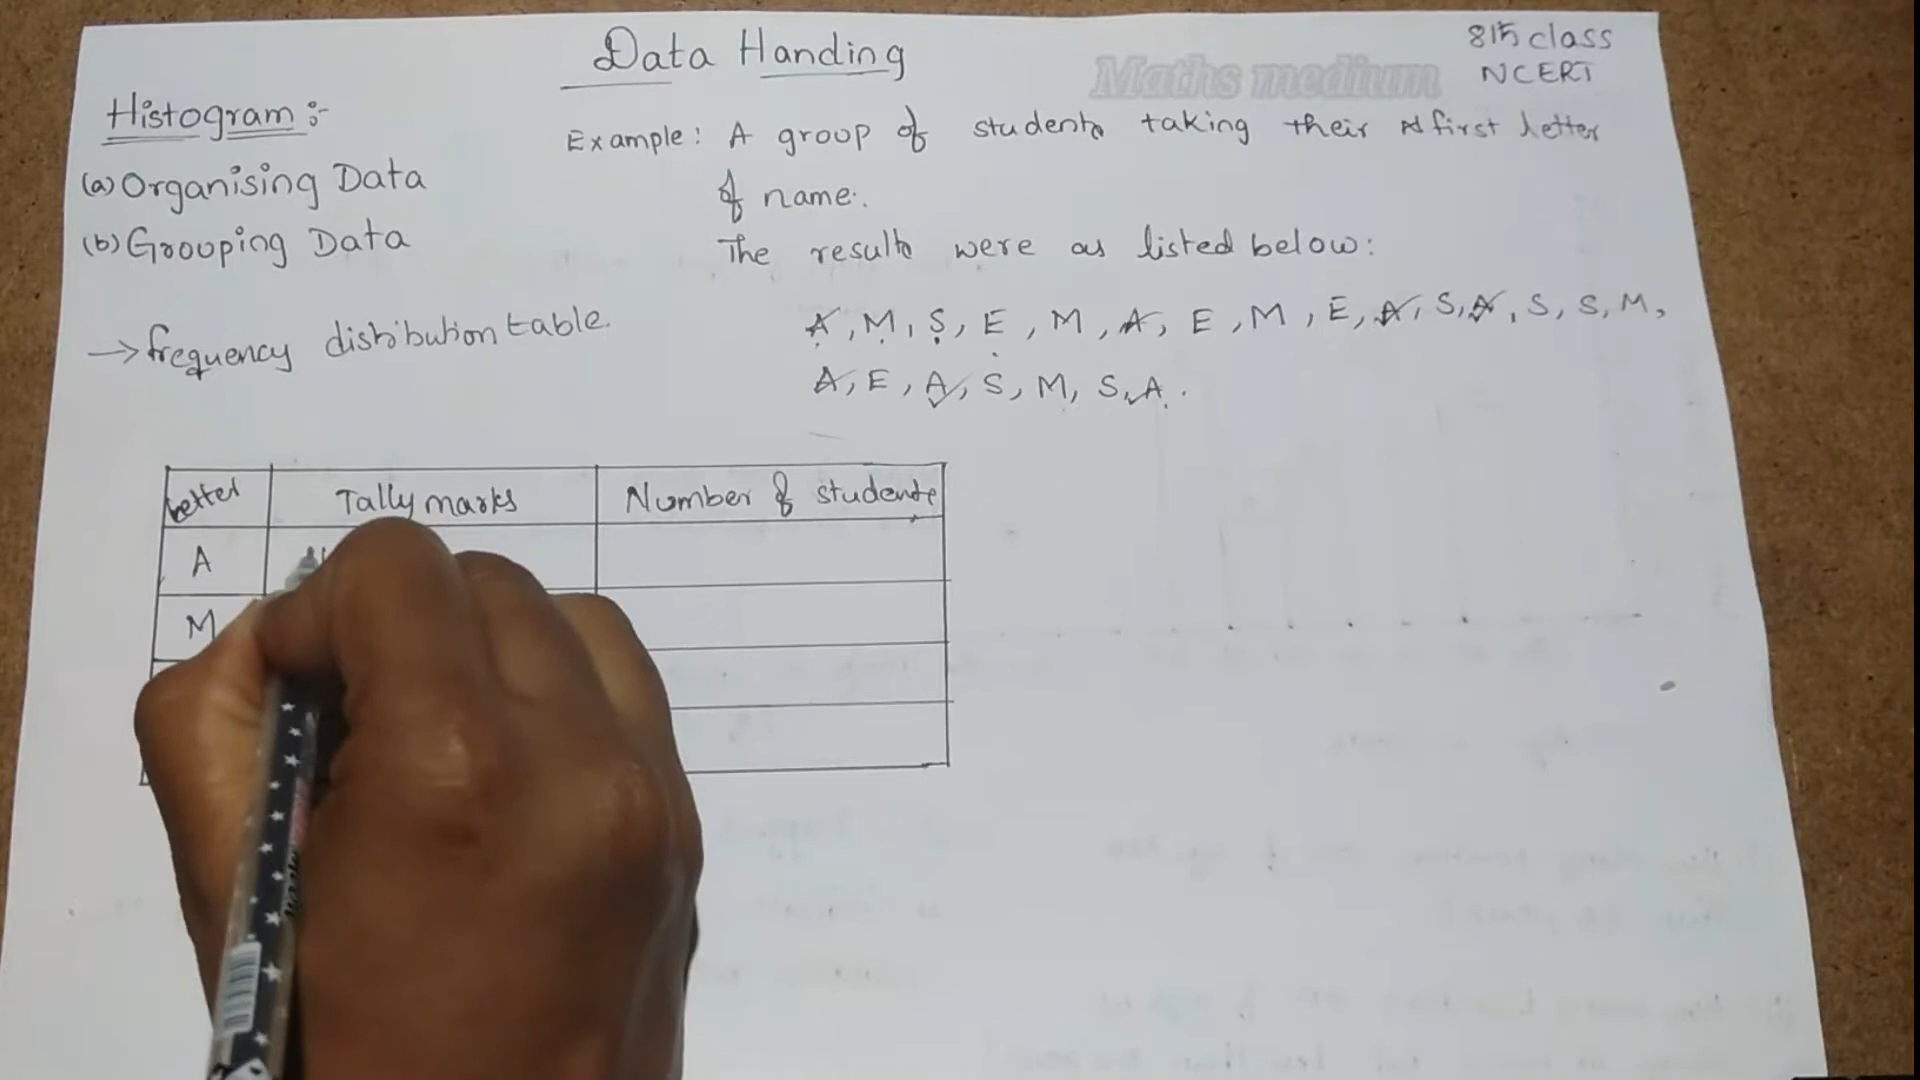 Data Handing
8th class
NCERT
Maths medium
Histogram :-
(a) Organising Data
(b) Groouping Data
→ frequency distribution table.
Example: A group of students taking their first letter
of name.
The results were as listed below:
A, M, S, E, M, A, E, M, E, A, S, A, S, S, M,
A, E, A, S, M, S, A.
Letter Tally marks Number of students
A
M